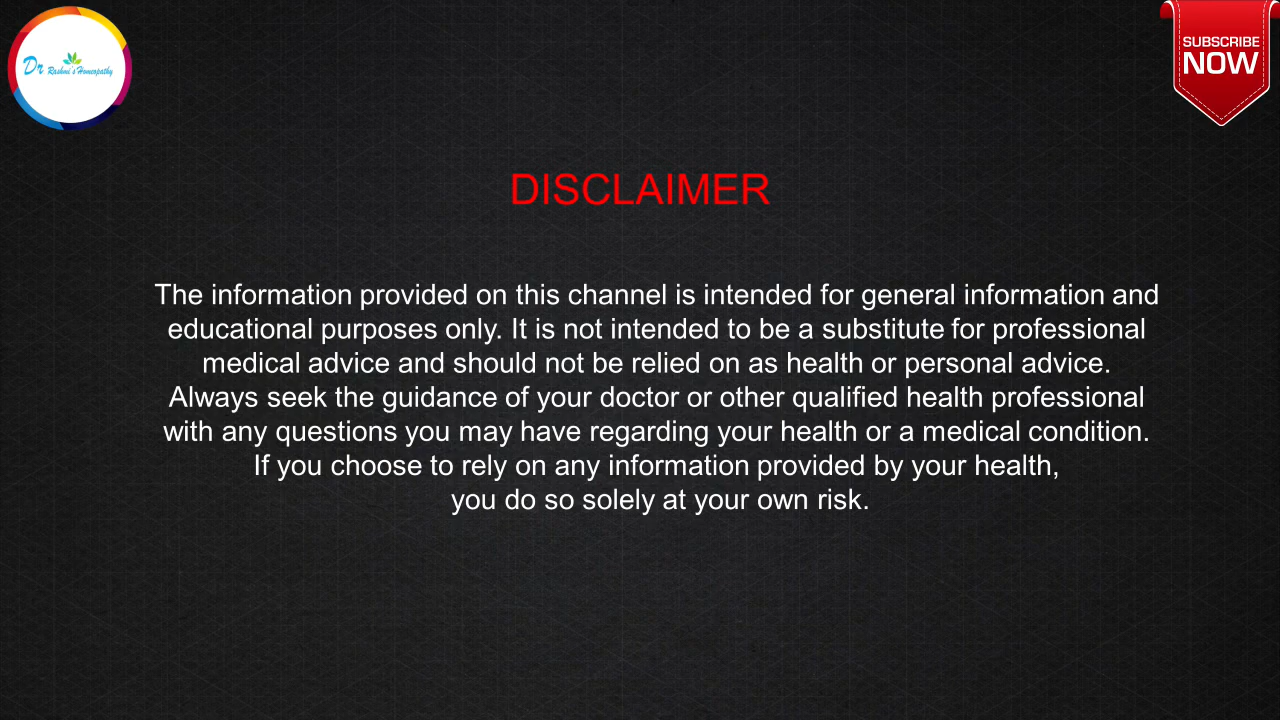 Dr Rashmi's Homeopathy
SUBSCRIBE
NOW
DISCLAIMER
The information provided on this channel is intended for general information and
educational purposes only. It is not intended to be a substitute for professional
medical advice and should not be relied on as health or personal advice.
Always seek the guidance of your doctor or other qualified health professional
with any questions you may have regarding your health or a medical condition.
If you choose to rely on any information provided by your health,
you do so solely at your own risk.